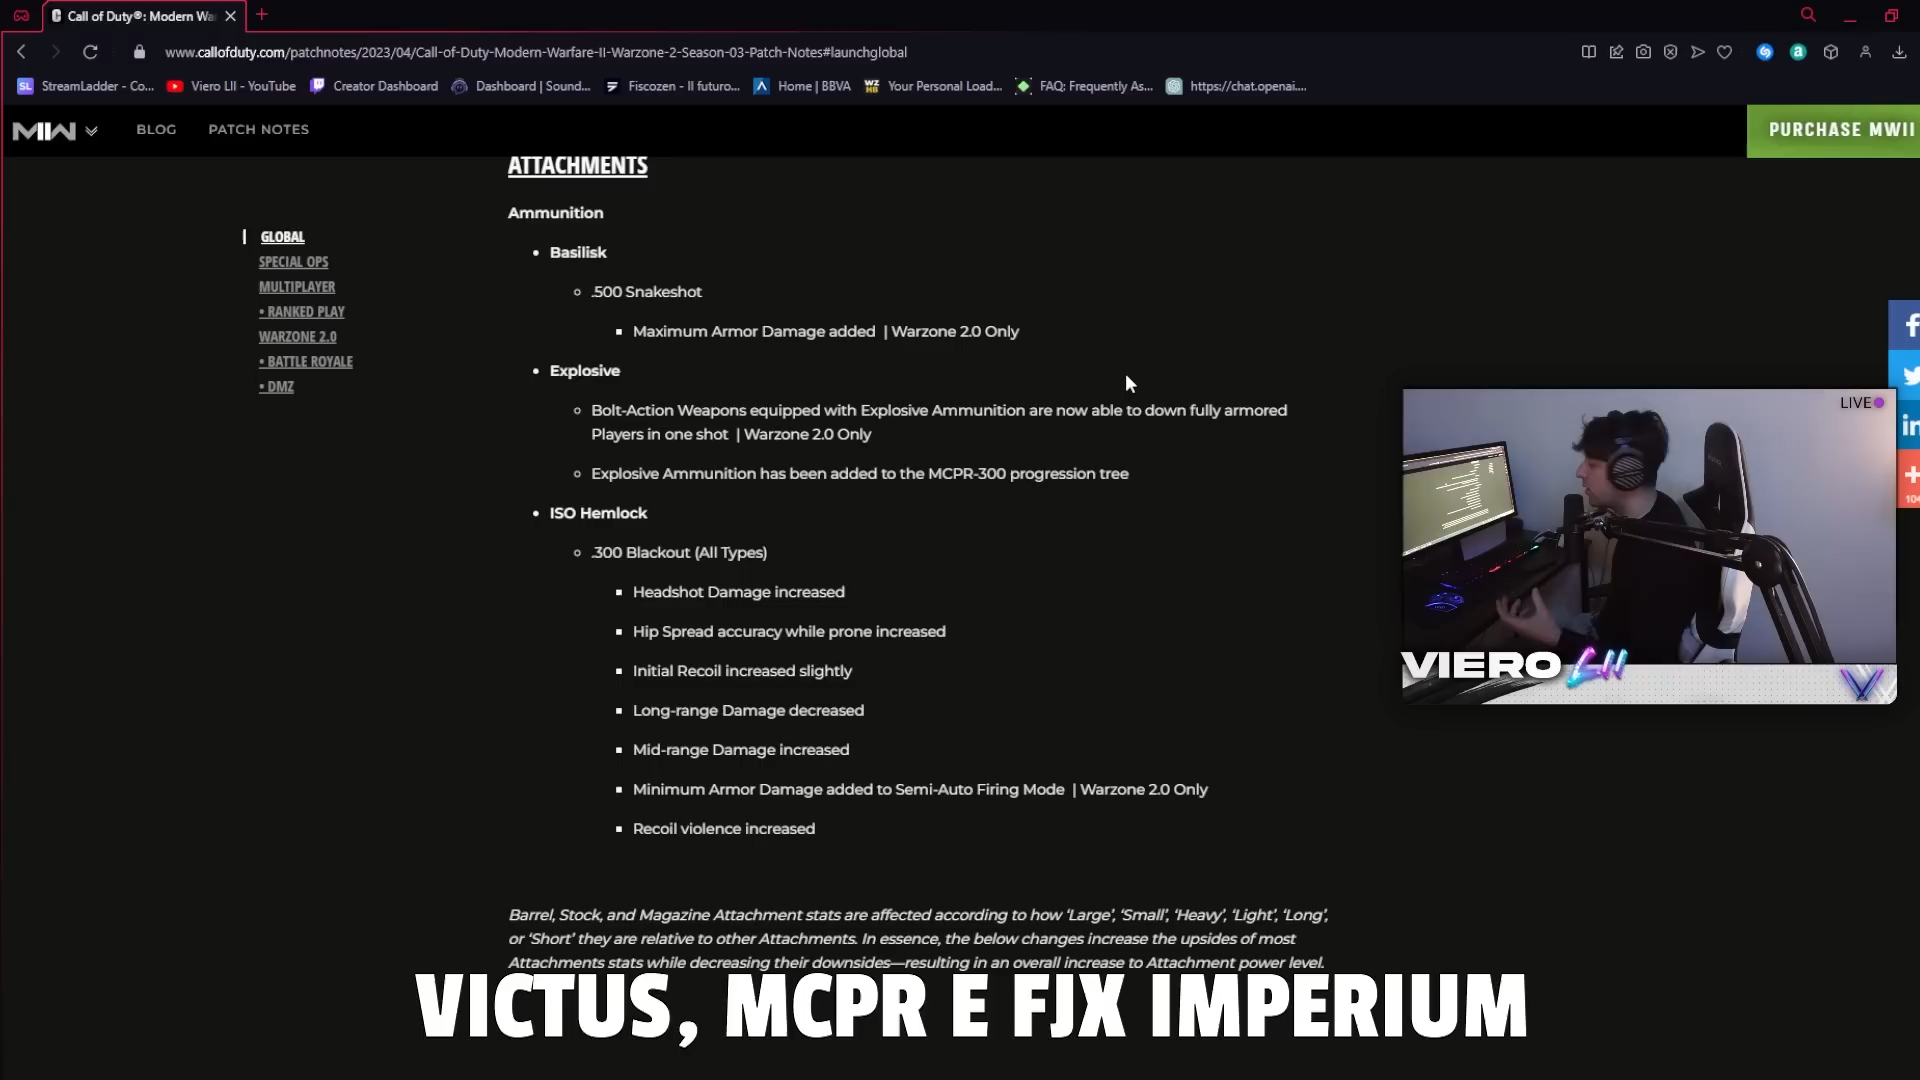 Call of Duty®: Modern Wa
www.callofduty.com/patchnotes/2023/04/Call-of-Duty-Modern-Warfare-II-Warzone-2-Season-03-Patch-Notes#launchglobal
SL StreamLadder - Co... Viero LII - YouTube Creator Dashboard Dashboard | Sound... Fiscozen - Il futuro... Home | BBVA WZ HB Your Personal Load... FAQ: Frequently As... https://chat.openai....
MW BLOG PATCH NOTES PURCHASE MWII
GLOBAL
SPECIAL OPS
MULTIPLAYER
• RANKED PLAY
WARZONE 2.0
• BATTLE ROYALE
• DMZ
ATTACHMENTS
Ammunition
• Basilisk
.500 Snakeshot
Maximum Armor Damage added | Warzone 2.0 Only
• Explosive
Bolt-Action Weapons equipped with Explosive Ammunition are now able to down fully armored
Players in one shot | Warzone 2.0 Only
Explosive Ammunition has been added to the MCPR-300 progression tree
• ISO Hemlock
.300 Blackout (All Types)
Headshot Damage increased
Hip Spread accuracy while prone increased
Initial Recoil increased slightly
Long-range Damage decreased
Mid-range Damage increased
Minimum Armor Damage added to Semi-Auto Firing Mode | Warzone 2.0 Only
Recoil violence increased
Barrel, Stock, and Magazine Attachment stats are affected according to how ‘Large’, ‘Small’, ‘Heavy’, ‘Light’, ‘Long’,
or ‘Short’ they are relative to other Attachments. In essence, the below changes increase the upsides of most
Attachments stats while decreasing their downsides—resulting in an overall increase to Attachment power level.
LIVE
VIERO LII
VICTUS, MCPR E FJX IMPERIUM